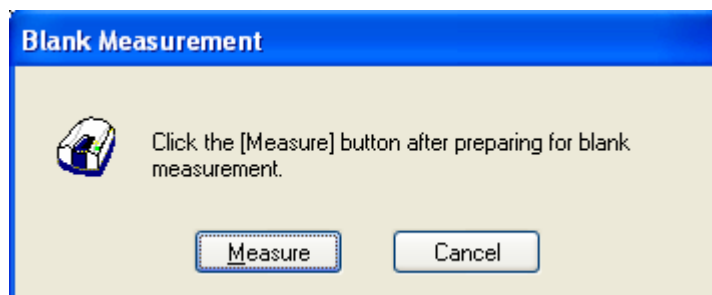 Blank Measurement
Click the [Measure] button after preparing for blank
measurement.
Measure
Cancel